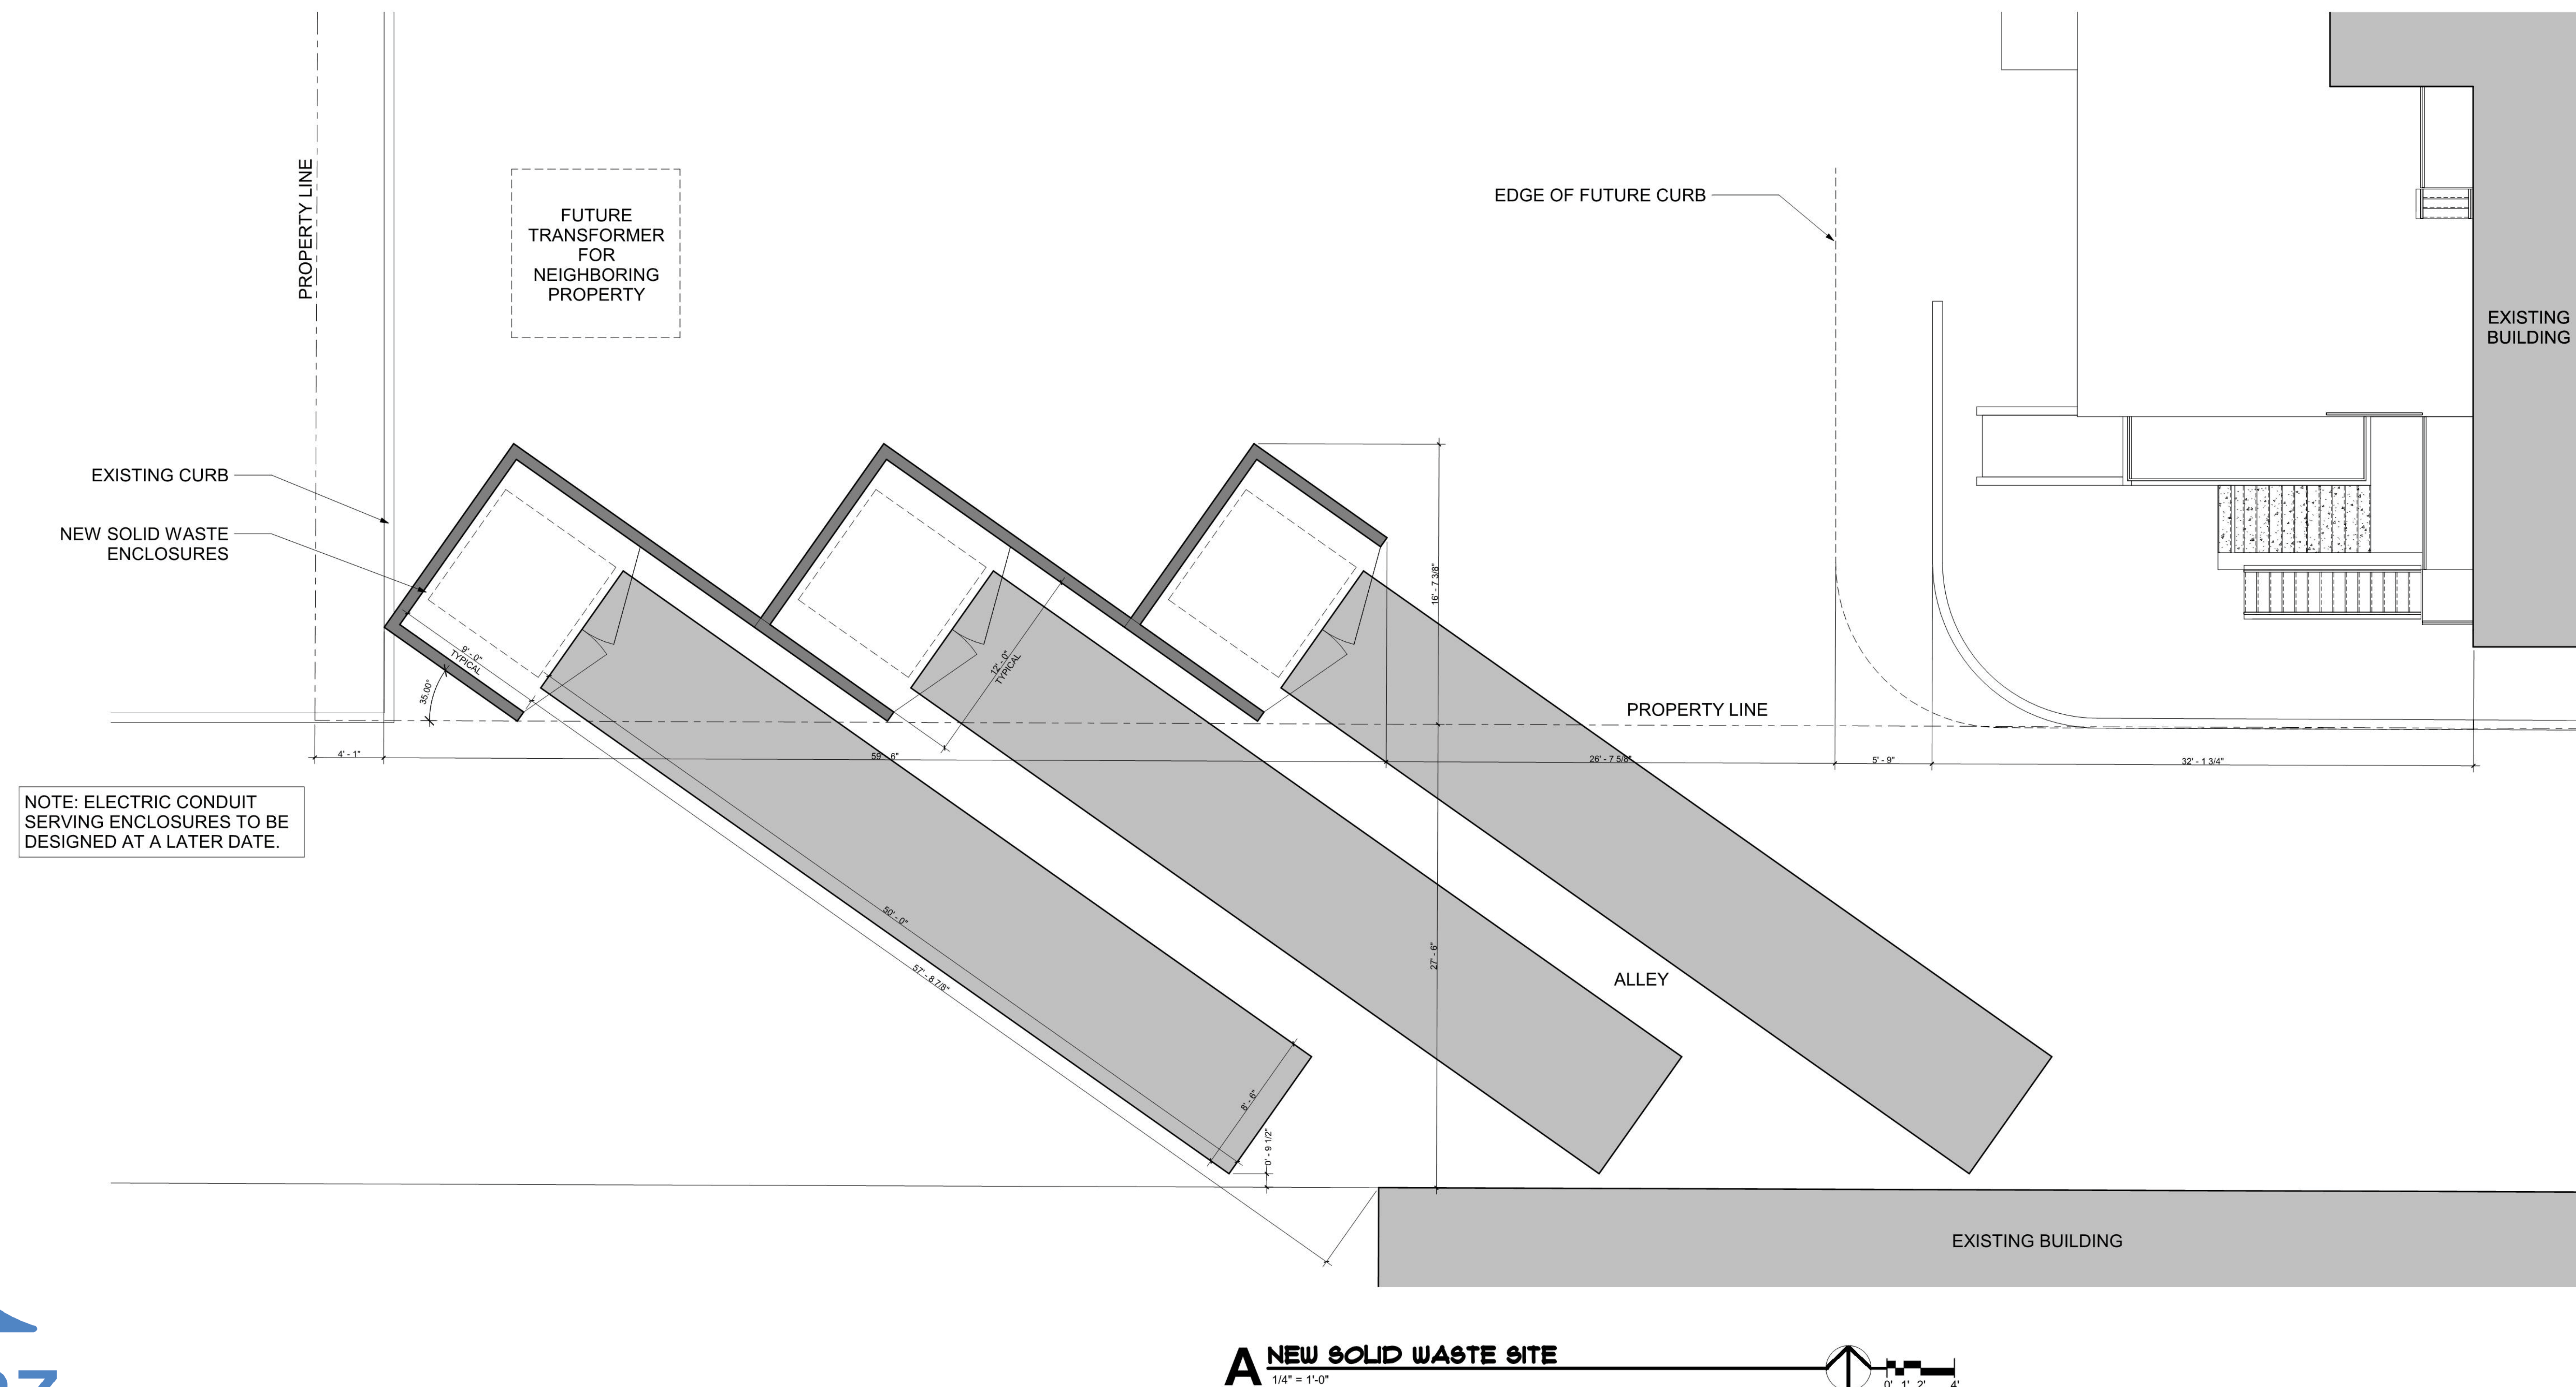 PROPERTY LINE
FUTURE
TRANSFORMER
FOR
NEIGHBORING
PROPERTY
EDGE OF FUTURE CURB
EXISTING
BUILDING
EXISTING CURB
NEW SOLID WASTE
ENCLOSURES
9' - 0"
TYPICAL
35.00°
12' - 0"
TYPICAL
16' - 7 3/8"
PROPERTY LINE
4' - 1"
59' - 6"
26' - 7 5/8"
5' - 9"
32' - 1 3/4"
NOTE: ELECTRIC CONDUIT
SERVING ENCLOSURES TO BE
DESIGNED AT A LATER DATE.
50' - 0"
57' - 8 7/8"
27' - 6"
ALLEY
8' - 6"
0' - 9 1/2"
EXISTING BUILDING
A NEW SOLID WASTE SITE
1/4" = 1'-0"
0' 1' 2' 4'